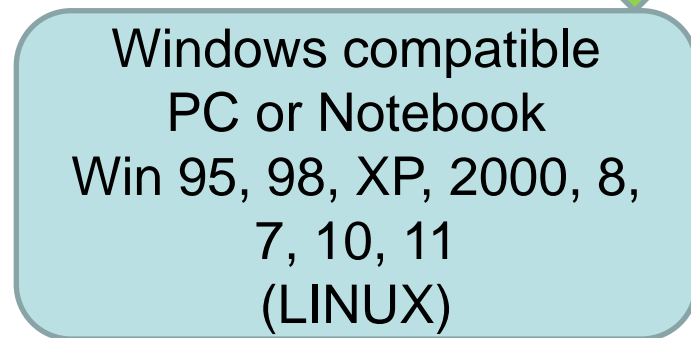 Windows compatible
PC or Notebook
Win 95, 98, XP, 2000, 8,
7, 10, 11
(LINUX)